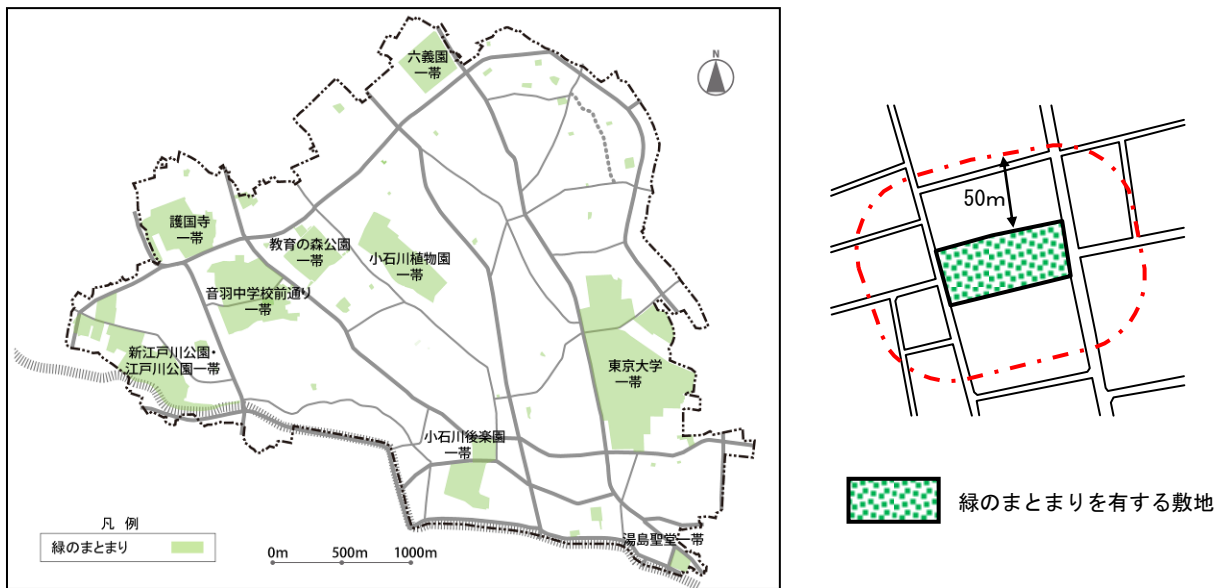 六義園
一帯
N
護国寺
一帯
教育の森公園
一帯
小石川植物園
一帯
音羽中学校前通り
一帯
新江戸川公園・
江戸川公園一帯
東京大学
一帯
小石川後楽園
一帯
湯島聖堂一帯
凡 例
緑のまとまり
0m 500m 1000m
50m
緑のまとまりを有する敷地